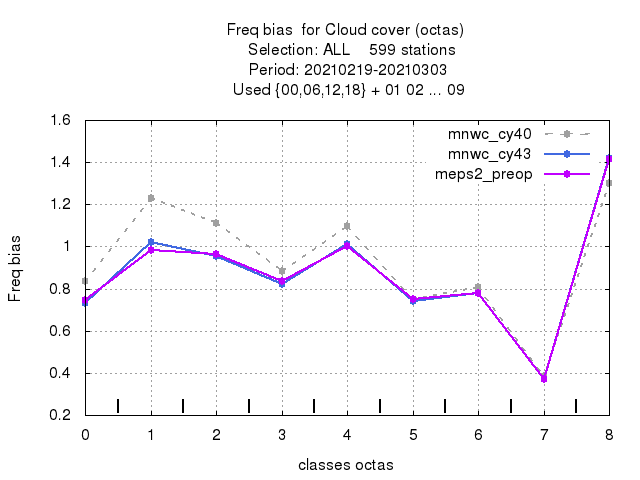 Freq bias  for Cloud cover (octas)
Selection: ALL    599 stations
Period: 20210219-20210303
Used {00,06,12,18} + 01 02 ... 09
mnwc_cy40
mnwc_cy43
meps2_preop
Freq bias
1.6
1.4
1.2
1
0.8
0.6
0.4
0.2
0 1 2 3 4 5 6 7 8
classes octas